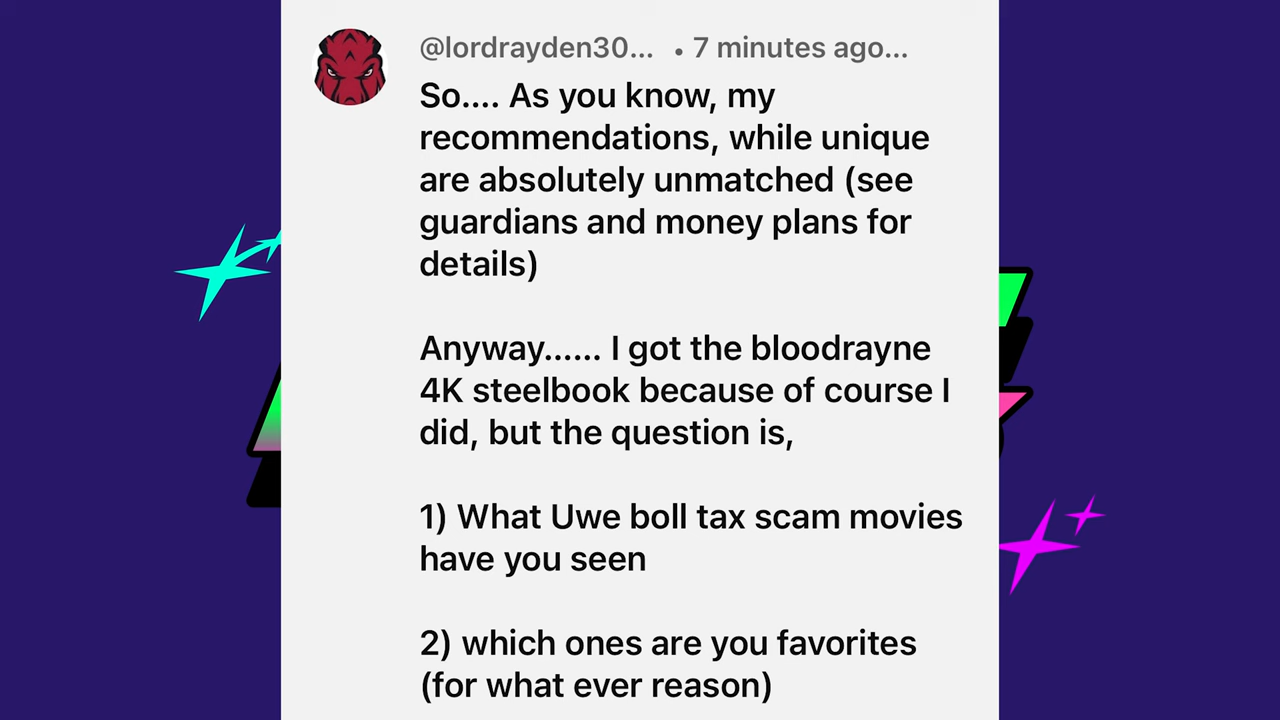 @lordrayden30... • 7 minutes ago...
So.... As you know, my
recommendations, while unique
are absolutely unmatched (see
guardians and money plans for
details)
Anyway...... I got the bloodrayne
4K steelbook because of course I
did, but the question is,
1) What Uwe boll tax scam movies
have you seen
2) which ones are you favorites
(for what ever reason)